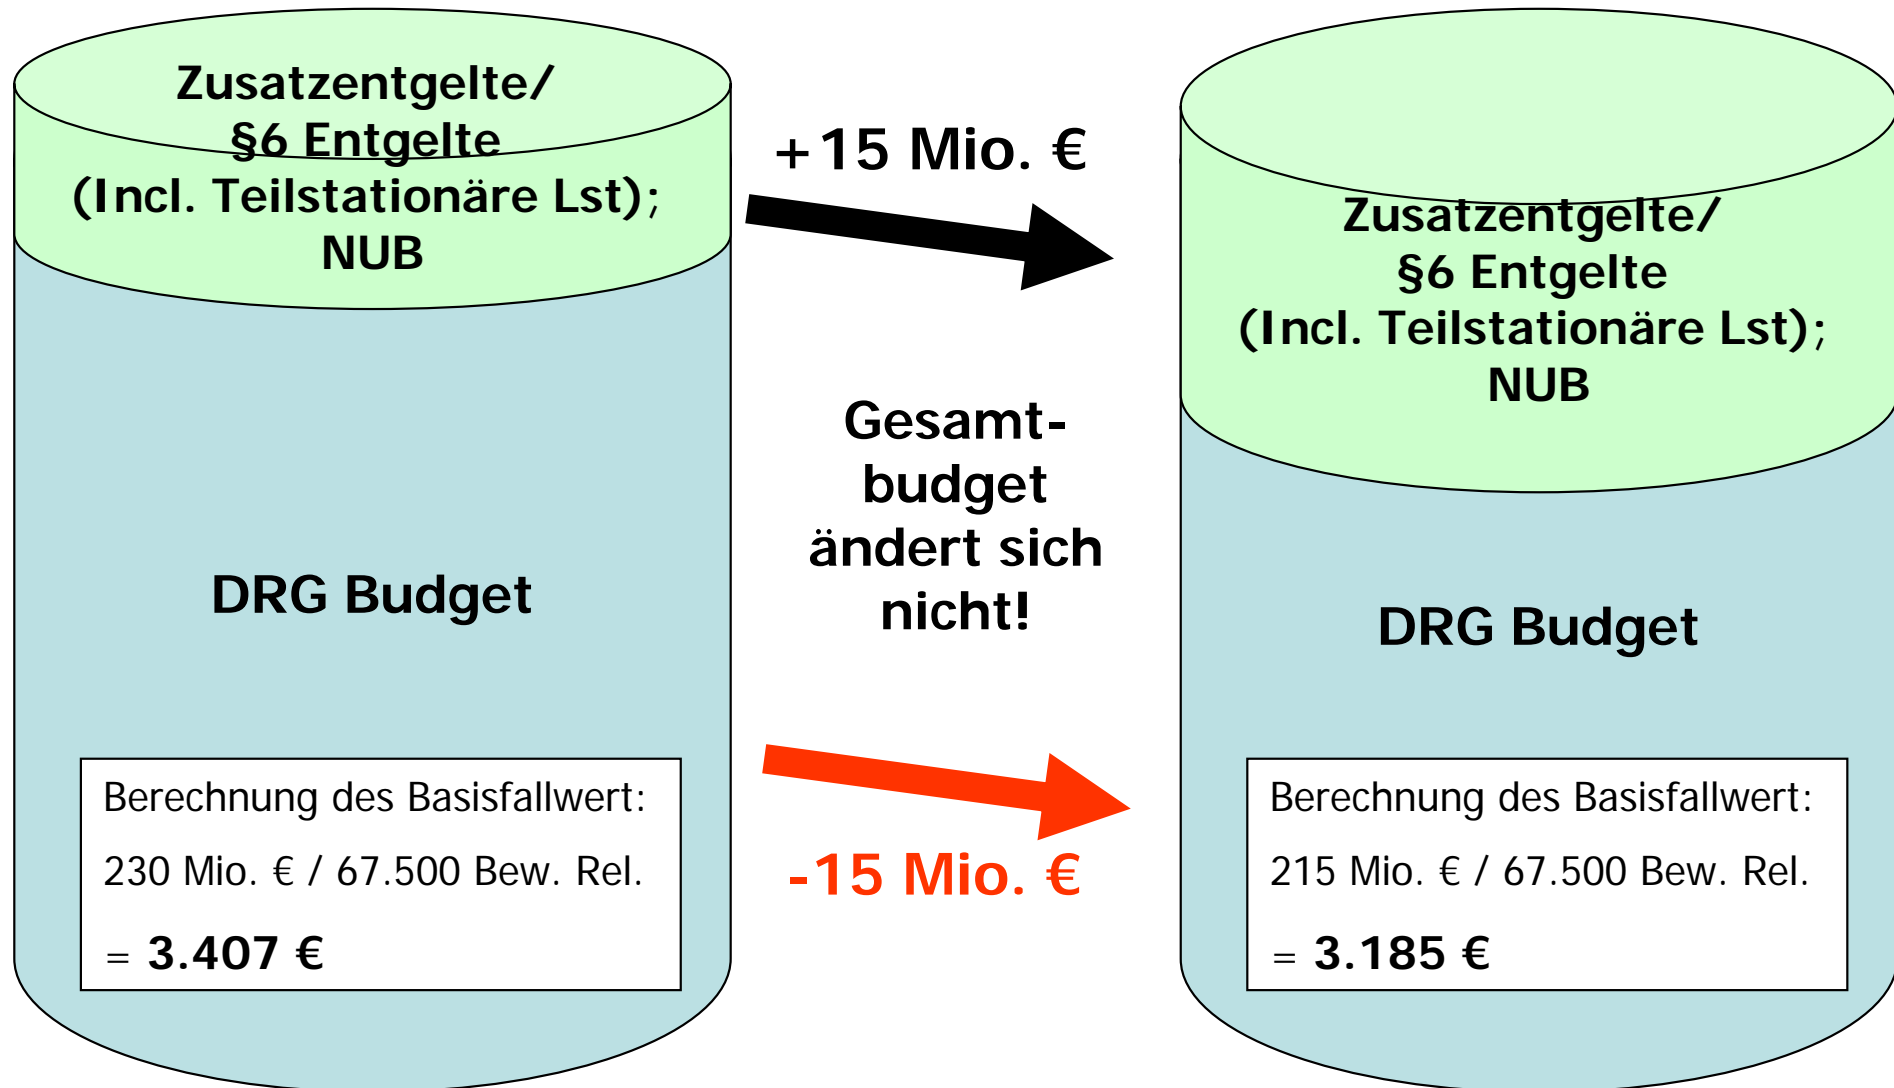 Zusatzentgelte/
§6 Entgelte
(Incl. Teilstationäre Lst);
NUB
DRG Budget
Berechnung des Basisfallwert:
230 Mio. € / 67.500 Bew. Rel.
= 3.407 €
+15 Mio. €
Gesamt-
budget
ändert sich
nicht!
-15 Mio. €
Zusatzentgelte/
§6 Entgelte
(Incl. Teilstationäre Lst);
NUB
DRG Budget
Berechnung des Basisfallwert:
215 Mio. € / 67.500 Bew. Rel.
= 3.185 €